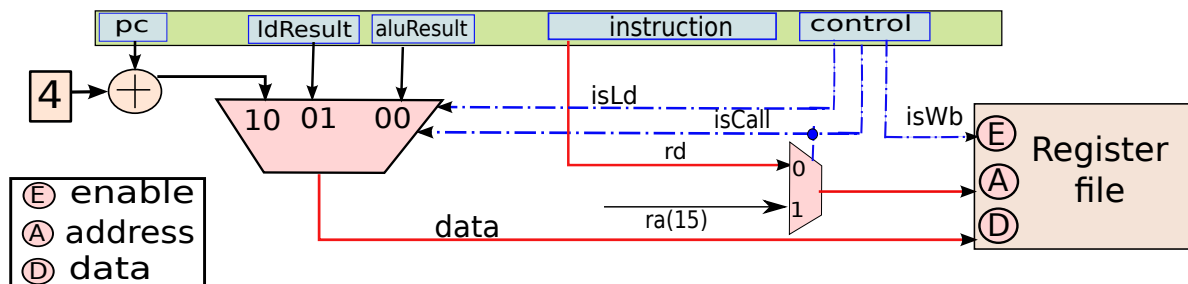 pc
ldResult
aluResult
instruction
control
4
10
01
00
isLd
isCall
isWb
rd
0
1
ra(15)
data
E
A
D
Register
file
E enable
A address
D data